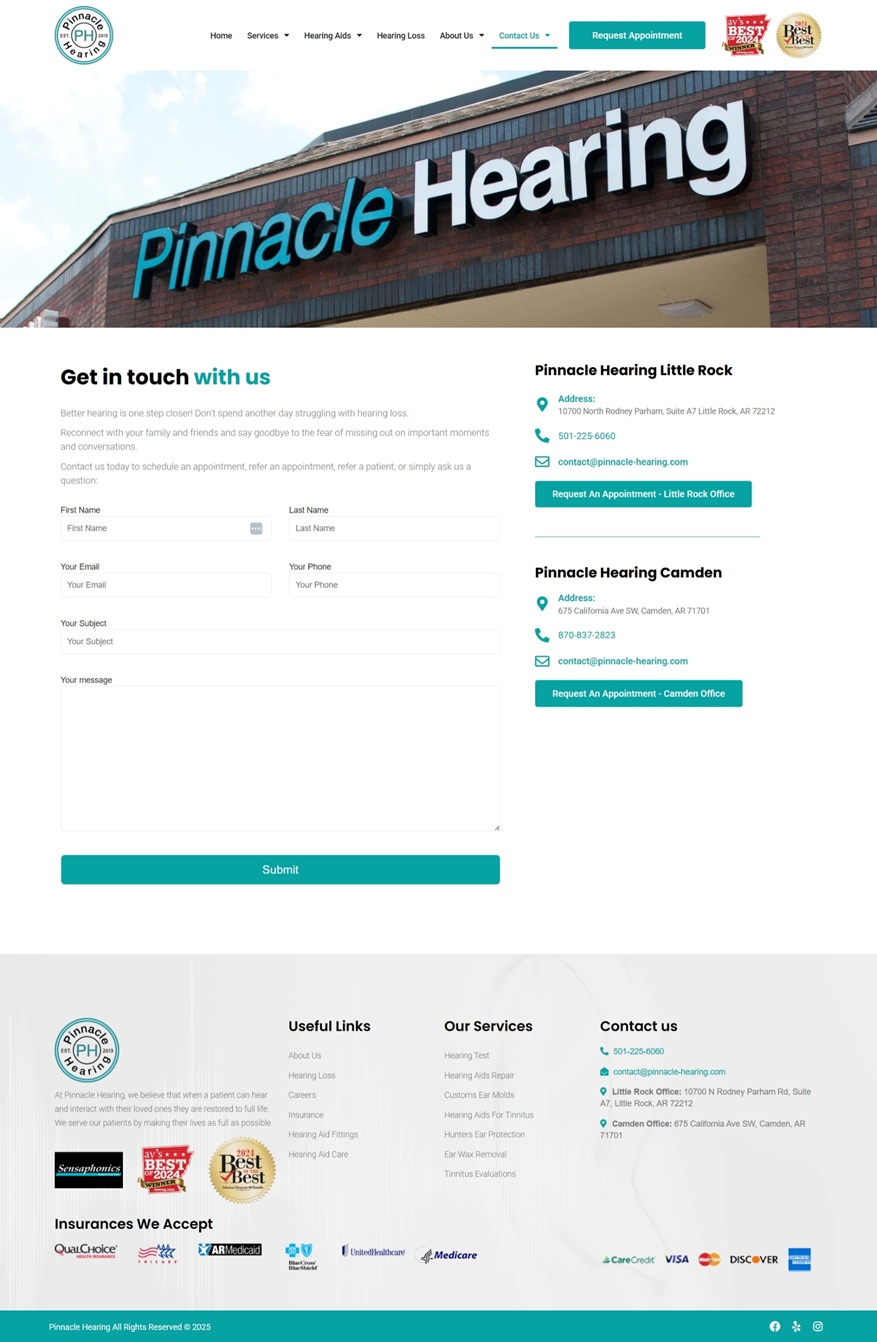 Pinnacle Hearing
EST. PH 2013
Home
Services
Hearing Aids
Hearing Loss
About Us
Contact Us
Request Appointment
av's BEST OF 2024 WINNER
2024 Best OF THE Best
Pinnacle Hearing
Get in touch with us
Better hearing is one step closer! Don't spend another day struggling with hearing loss.
Reconnect with your family and friends and say goodbye to the fear of missing out on important moments
and conversations.
Contact us today to schedule an appointment, refer an appointment, refer a patient, or simply ask us a
question:
First Name
Last Name
First Name
Last Name
Your Email
Your Phone
Your Email
Your Phone
Your Subject
Your Subject
Your message
Submit
Pinnacle Hearing Little Rock
Address:
10700 North Rodney Parham, Suite A7 Little Rock, AR 72212
501-225-6060
contact@pinnacle-hearing.com
Request An Appointment - Little Rock Office
Pinnacle Hearing Camden
Address:
675 California Ave SW, Camden, AR 71701
870-837-2823
contact@pinnacle-hearing.com
Request An Appointment - Camden Office
Pinnacle Hearing
EST. PH 2013
At Pinnacle Hearing, we believe that when a patient can hear
and interact with their loved ones they are restored to full life.
We serve our patients by making their lives as full as possible.
Sensaphonics
av's BEST OF 2024 WINNER
2024 Best OF THE Best
Useful Links
About Us
Hearing Loss
Careers
Insurance
Hearing Aid Fittings
Hearing Aid Care
Our Services
Hearing Test
Hearing Aids Repair
Customs Ear Molds
Hearing Aids For Tinnitus
Hunters Ear Protection
Ear Wax Removal
Tinnitus Evaluations
Contact us
501-225-6060
contact@pinnacle-hearing.com
Little Rock Office: 10700 N Rodney Parham Rd, Suite
A7, Little Rock, AR 72212
Camden Office: 675 California Ave SW, Camden, AR
71701
Insurances We Accept
QualChoice
HEALTH INSURANCE
TRICARE
ARMedicaid
BlueCross
BlueShield
UnitedHealthcare
Medicare
CareCredit
VISA
MasterCard
DISCOVER
AMERICAN EXPRESS
Pinnacle Hearing All Rights Reserved © 2025